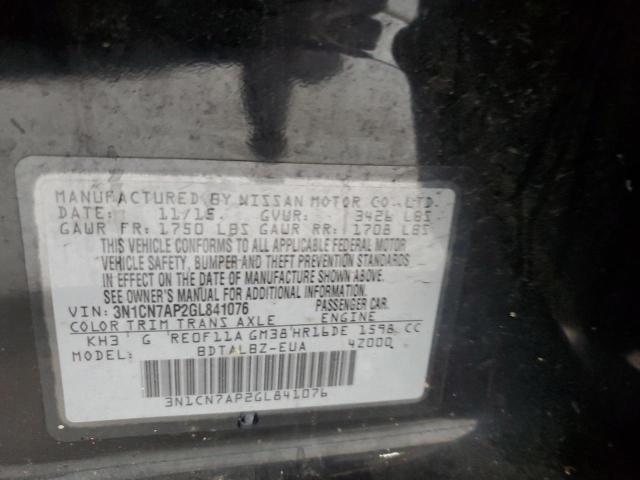 MANUFACTURED BY NISSAN MOTOR CO.,LTD.
DATE: 11/15. GVWR: 3426 LBS
GAWR FR: 1750 LBS GAWR RR: 1708 LBS
THIS VEHICLE CONFORMS TO ALL APPLICABLE FEDERAL MOTOR
VEHICLE SAFETY, BUMPER AND THEFT PREVENTION STANDARDS
IN EFFECT ON THE DATE OF MANUFACTURE SHOWN ABOVE.
SEE OWNER'S MANUAL FOR ADDITIONAL INFORMATION.
VIN: 3N1CN7AP2GL841076 PASSENGER CAR.
COLOR TRIM TRANS AXLE ENGINE
KH3 G RE0F11A GM38 HR16DE 1598 CC
MODEL: BDTALBZ-EUA 42000
3N1CN7AP2GL841076